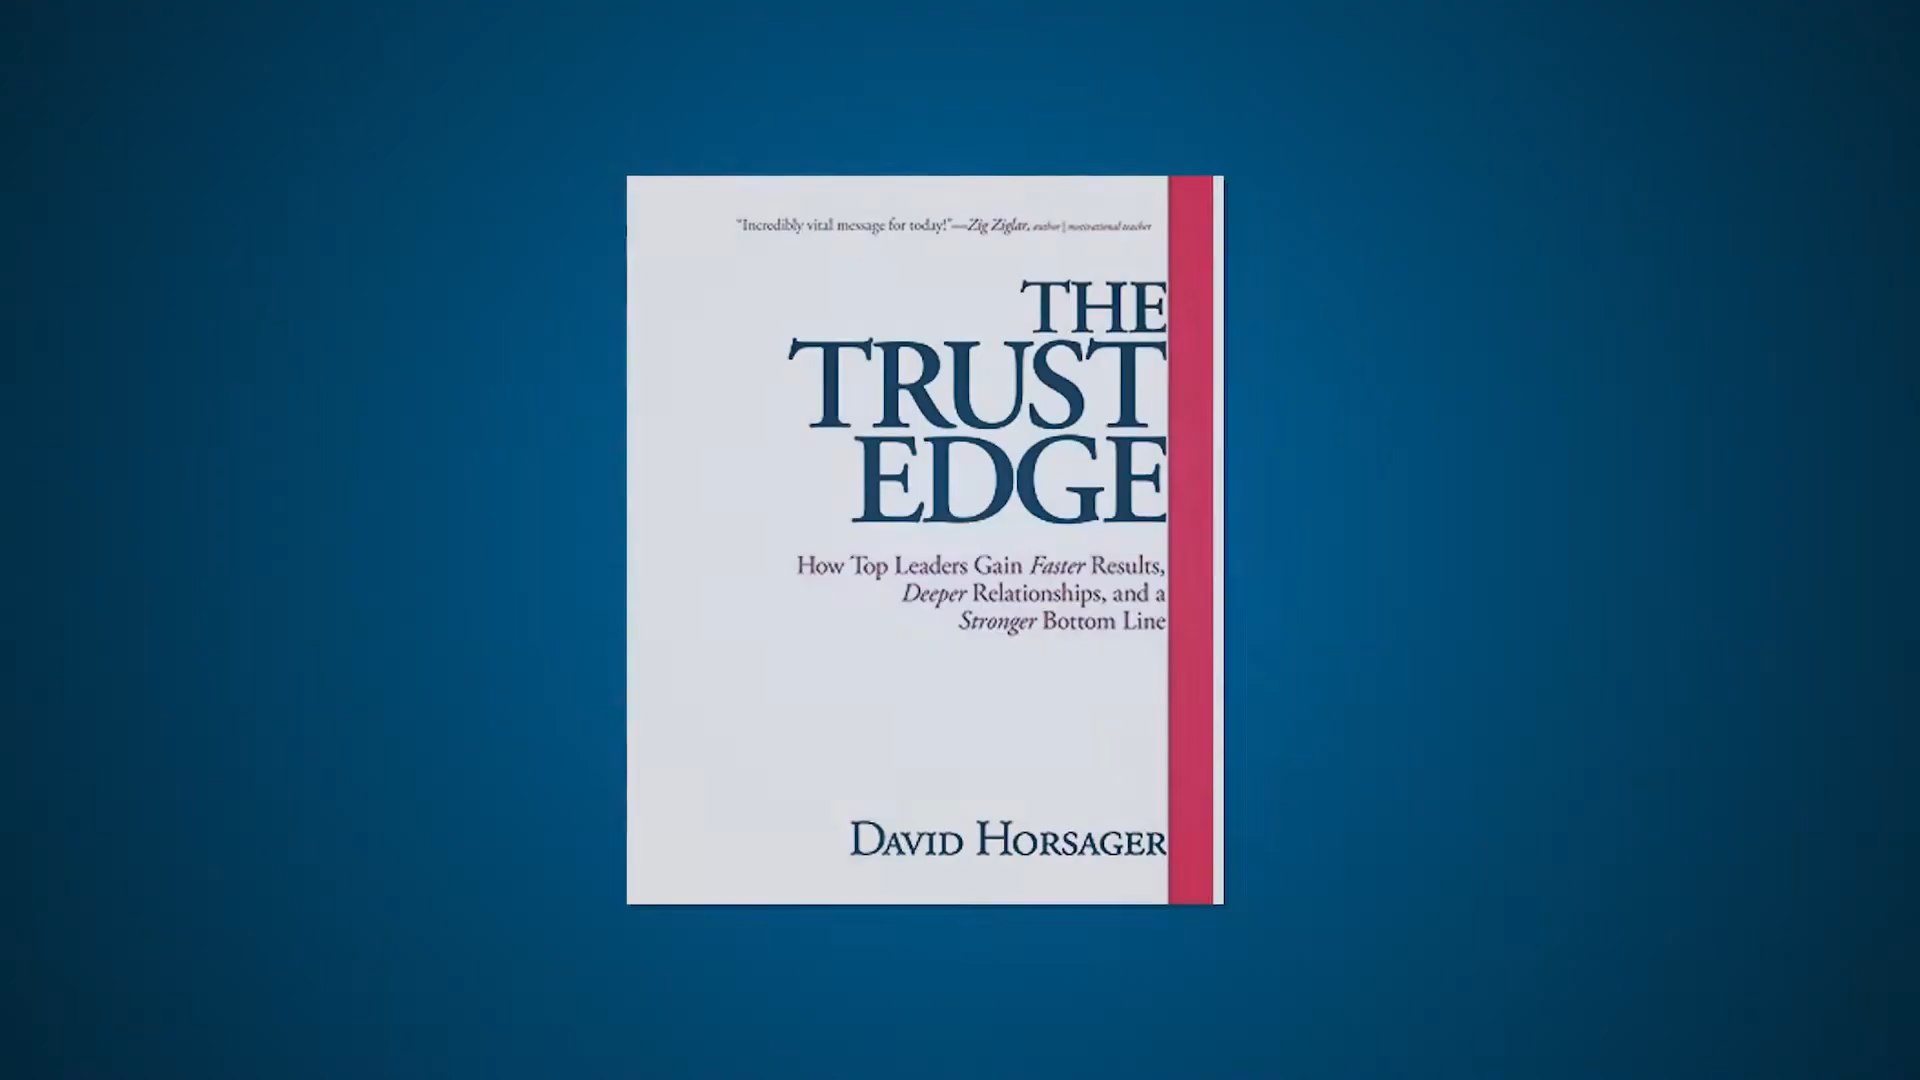 "Incredibly vital message for today!"—Zig Ziglar, author | motivational teacher
THE
TRUST
EDGE
How Top Leaders Gain Faster Results,
Deeper Relationships, and a
Stronger Bottom Line
DAVID HORSAGER